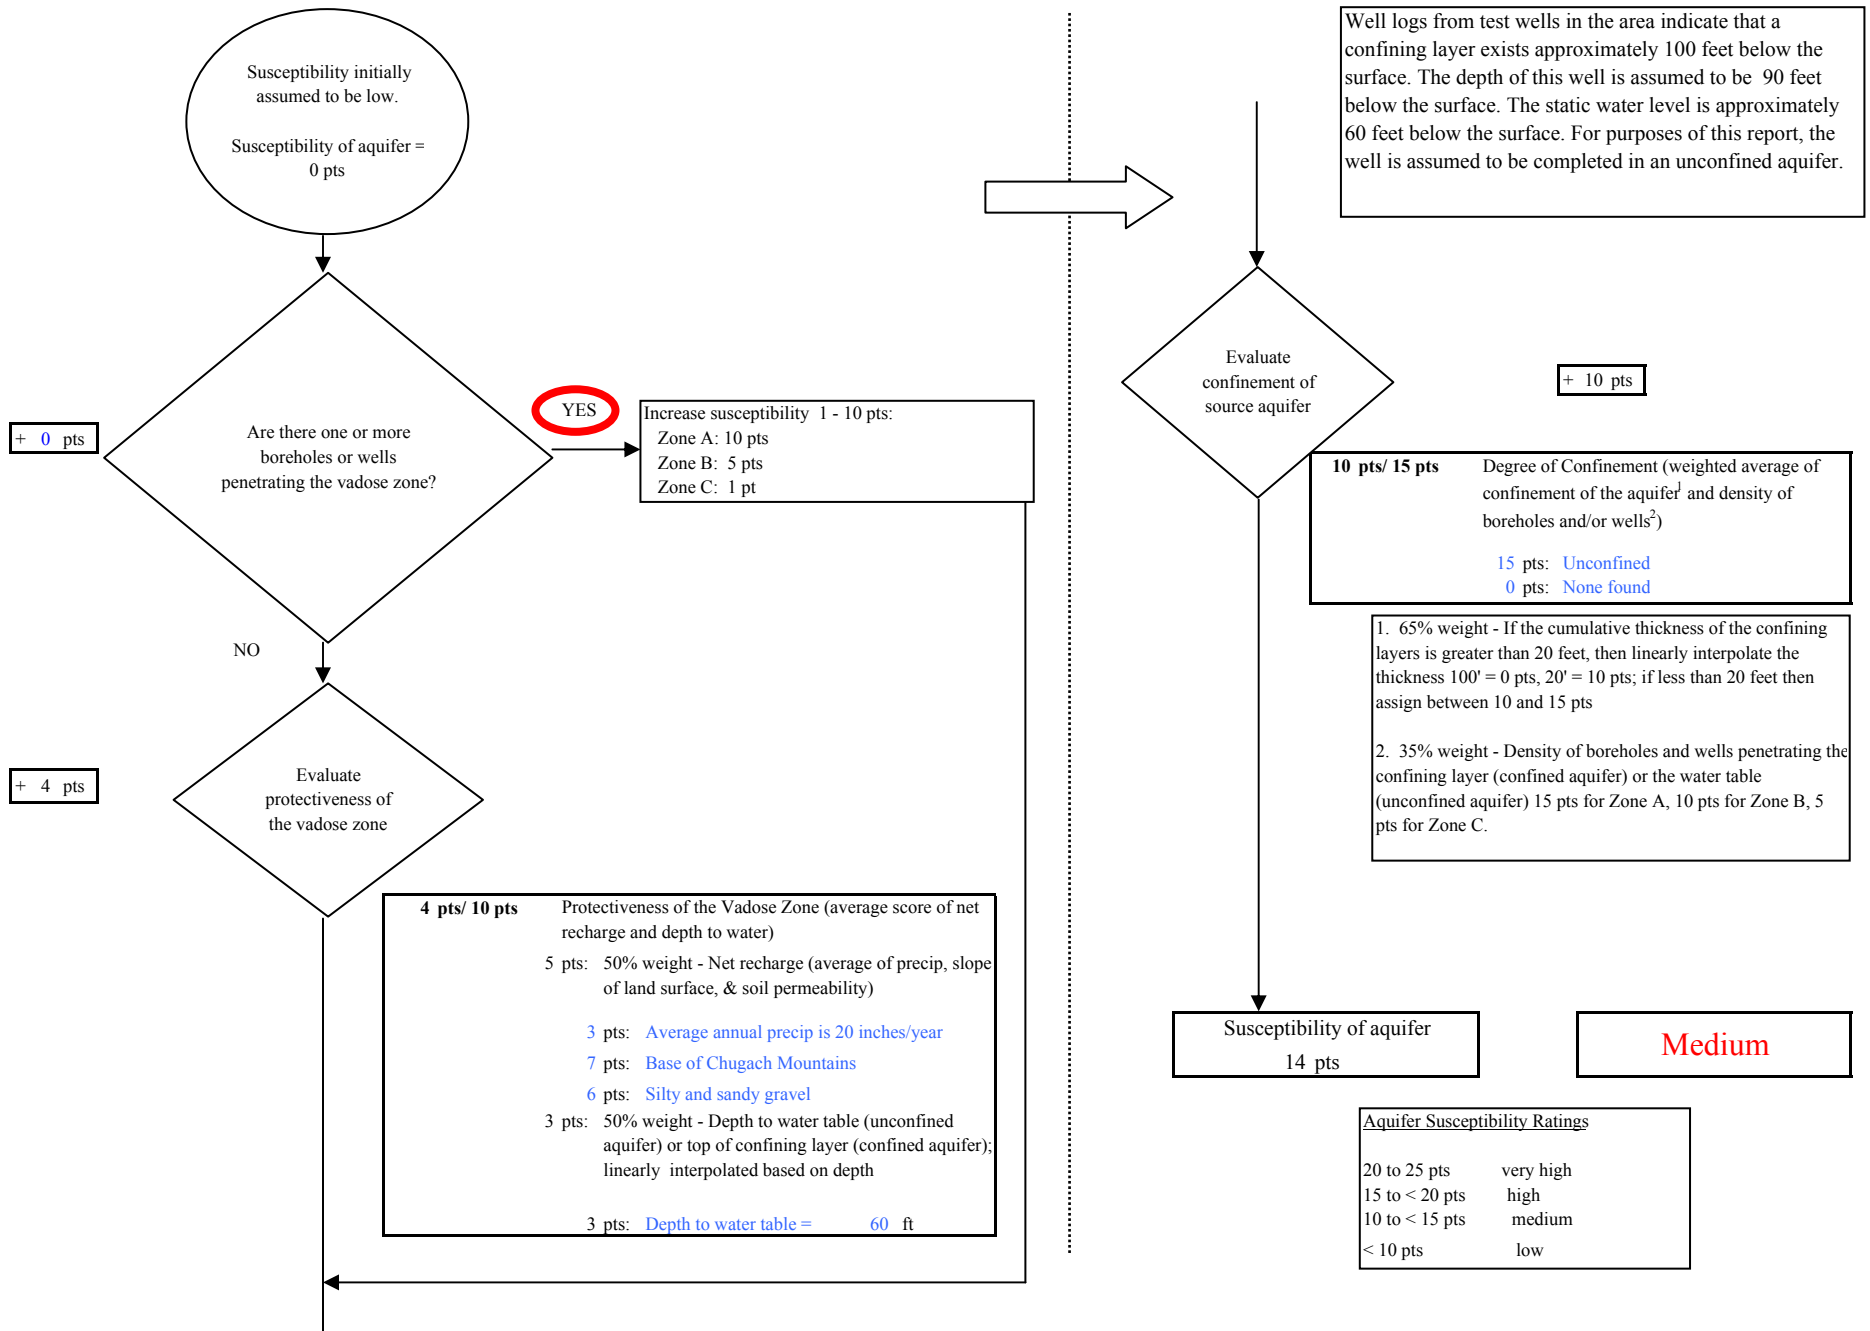 Susceptibility initially
assumed to be low.
Susceptibility of aquifer =
0 pts
+ 0 pts
Are there one or more
boreholes or wells
penetrating the vadose zone?
YES
Increase susceptibility 1 - 10 pts:
Zone A: 10 pts
Zone B: 5 pts
Zone C: 1 pt
NO
+ 4 pts
Evaluate
protectiveness of
the vadose zone
4 pts/ 10 pts
Protectiveness of the Vadose Zone (average score of net
recharge and depth to water)
5 pts: 50% weight - Net recharge (average of precip, slope
of land surface, & soil permeability)
3 pts: Average annual precip is 20 inches/year
7 pts: Base of Chugach Mountains
6 pts: Silty and sandy gravel
3 pts: 50% weight - Depth to water table (unconfined
aquifer) or top of confining layer (confined aquifer);
linearly interpolated based on depth
3 pts: Depth to water table = 60 ft
Well logs from test wells in the area indicate that a
confining layer exists approximately 100 feet below the
surface. The depth of this well is assumed to be 90 feet
below the surface. The static water level is approximately
60 feet below the surface. For purposes of this report, the
well is assumed to be completed in an unconfined aquifer.
Evaluate
confinement of
source aquifer
+ 10 pts
10 pts/ 15 pts
Degree of Confinement (weighted average of
confinement of the aquifer1 and density of
boreholes and/or wells2)
15 pts: Unconfined
0 pts: None found
1. 65% weight - If the cumulative thickness of the confining
layers is greater than 20 feet, then linearly interpolate the
thickness 100' = 0 pts, 20' = 10 pts; if less than 20 feet then
assign between 10 and 15 pts
2. 35% weight - Density of boreholes and wells penetrating the
confining layer (confined aquifer) or the water table
(unconfined aquifer) 15 pts for Zone A, 10 pts for Zone B, 5
pts for Zone C.
Susceptibility of aquifer
14 pts
Medium
Aquifer Susceptibility Ratings
20 to 25 pts very high
15 to < 20 pts high
10 to < 15 pts medium
< 10 pts low